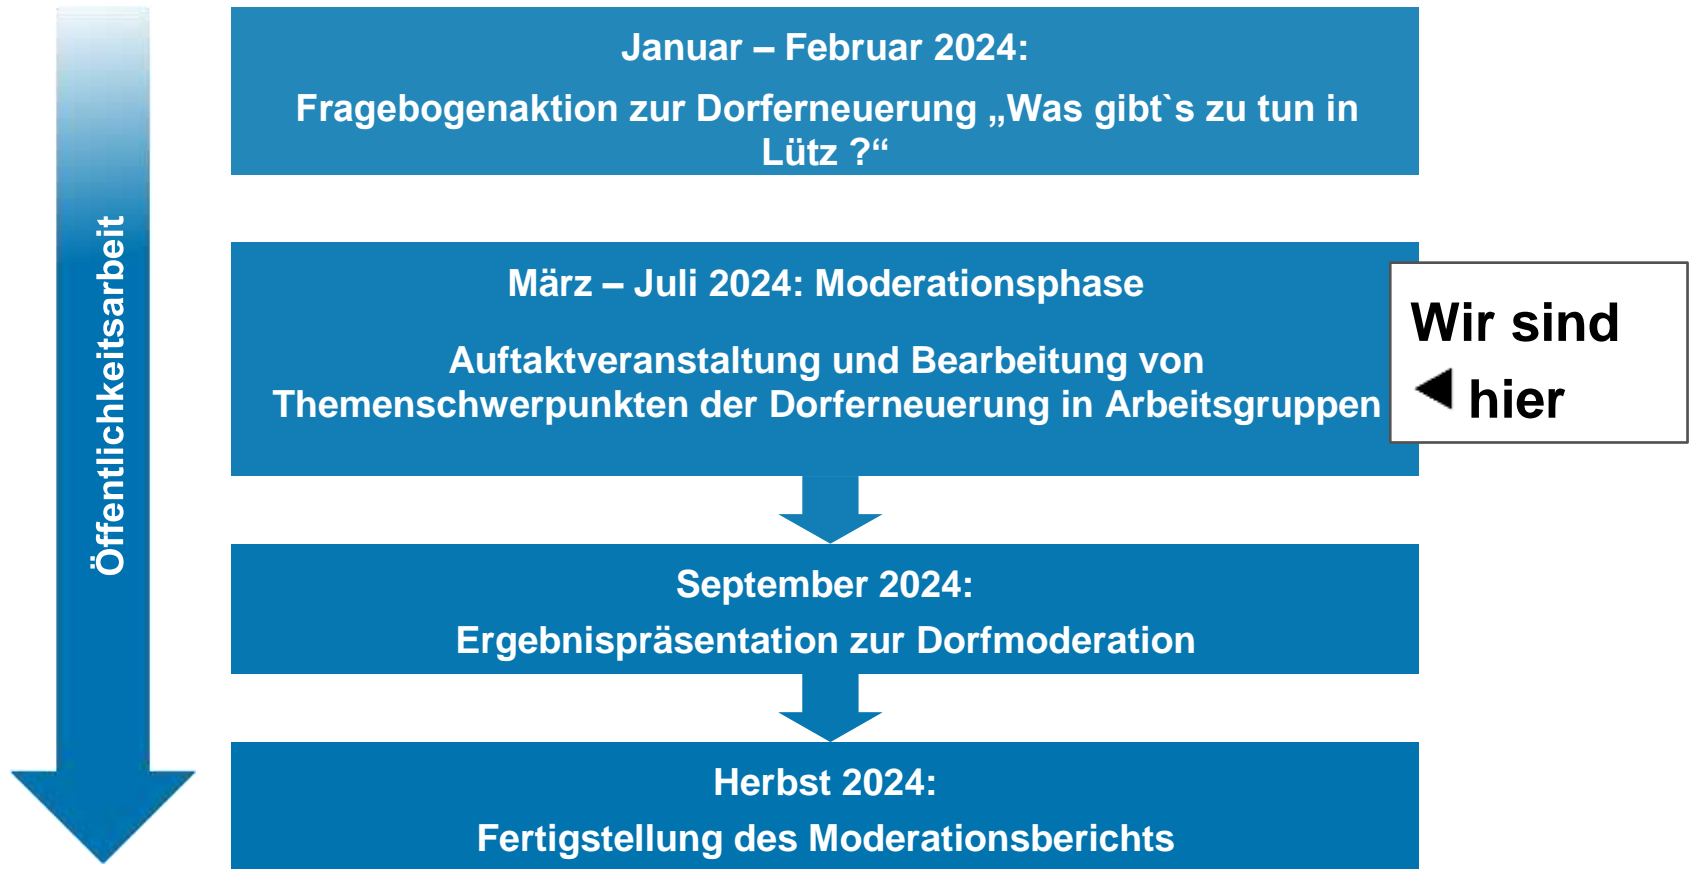 Januar – Februar 2024:
Fragebogenaktion zur Dorferneuerung „Was gibt`s zu tun in
Lütz ?“
Öffentlichkeitsarbeit
März – Juli 2024: Moderationsphase
Auftaktveranstaltung und Bearbeitung von
Themenschwerpunkten der Dorferneuerung in Arbeitsgruppen
Wir sind
hier
September 2024:
Ergebnispräsentation zur Dorfmoderation
Herbst 2024:
Fertigstellung des Moderationsberichts